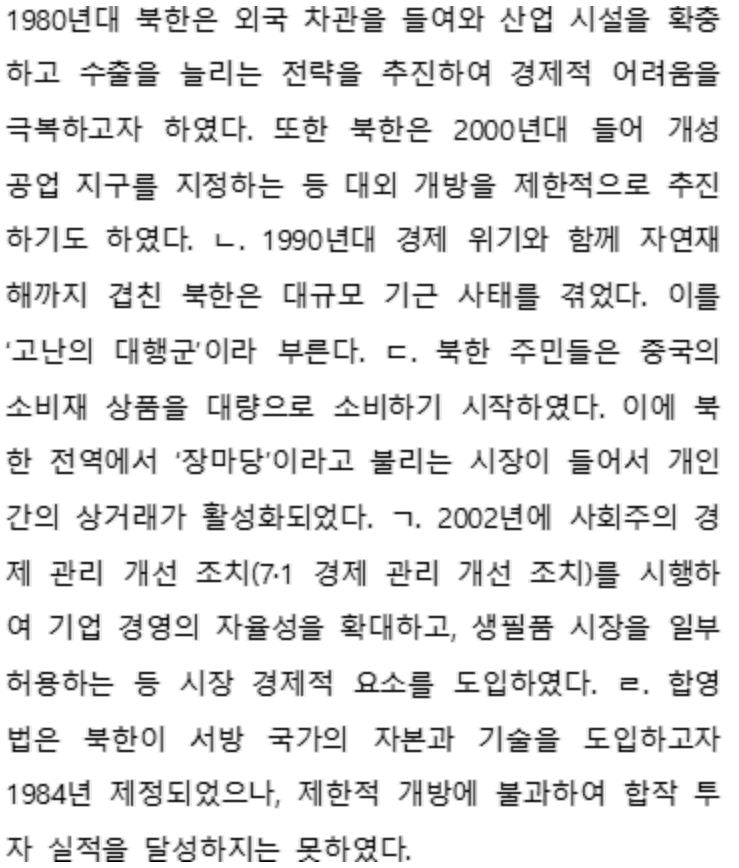 1980년대 북한은 외국 차관을 들여와 산업 시설을 확충
하고 수출을 늘리는 전략을 추진하여 경제적 어려움을
극복하고자 하였다. 또한 북한은 2000년대 들어 개성
공업 지구를 지정하는 등 대외 개방을 제한적으로 추진
하기도 하였다. ㄴ. 1990년대 경제 위기와 함께 자연재
해까지 겹친 북한은 대규모 기근 사태를 겪었다. 이를
‘고난의 대행군’이라 부른다. ㄷ. 북한 주민들은 중국의
소비재 상품을 대량으로 소비하기 시작하였다. 이에 북
한 전역에서 ‘장마당’이라고 불리는 시장이 들어서 개인
간의 상거래가 활성화되었다. ㄱ. 2002년에 사회주의 경
제 관리 개선 조치(7·1 경제 관리 개선 조치)를 시행하
여 기업 경영의 자율성을 확대하고, 생필품 시장을 일부
허용하는 등 시장 경제적 요소를 도입하였다. ㄹ. 합영
법은 북한이 서방 국가의 자본과 기술을 도입하고자
1984년 제정되었으나, 제한적 개방에 불과하여 합작 투
자 실적을 달성하지는 못하였다.